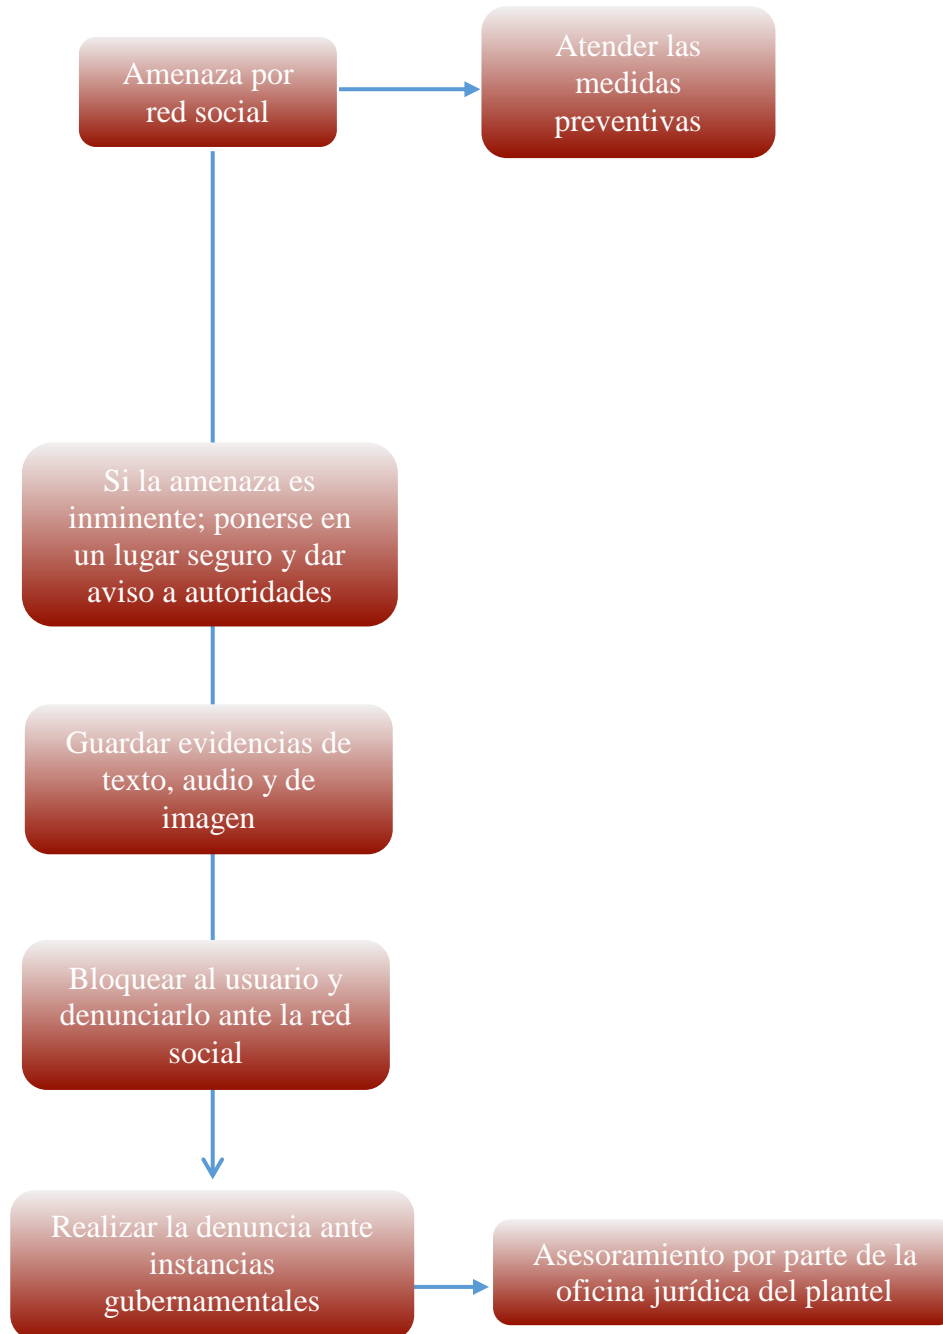 Amenaza por
red social
Atender las
medidas
preventivas
Si la amenaza es
inminente; ponerse en
un lugar seguro y dar
aviso a autoridades
Guardar evidencias de
texto, audio y de
imagen
Bloquear al usuario y
denunciarlo ante la red
social
Realizar la denuncia ante
instancias
gubernamentales
Asesoramiento por parte de la
oficina jurídica del plantel